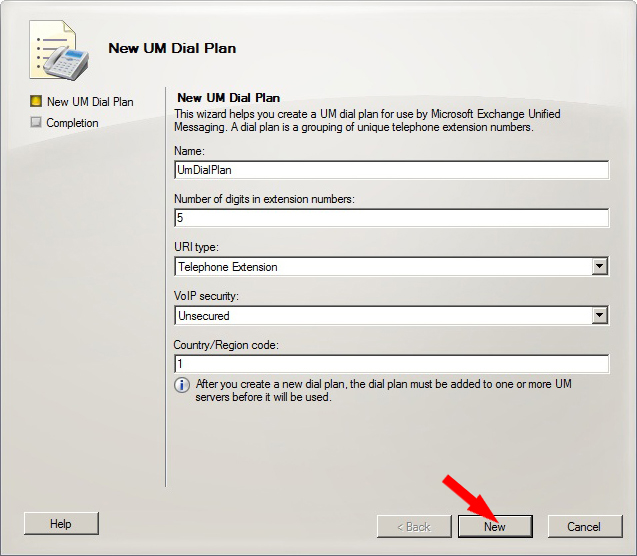 New UM Dial Plan
New UM Dial Plan
Completion
New UM Dial Plan
This wizard helps you create a UM dial plan for use by Microsoft Exchange Unified
Messaging. A dial plan is a grouping of unique telephone extension numbers.
Name:
UmDialPlan
Number of digits in extension numbers:
5
URI type:
Telephone Extension
VoIP security:
Unsecured
Country/Region code:
1
After you create a new dial plan, the dial plan must be added to one or more UM
servers before it will be used.
Help
< Back
New
Cancel